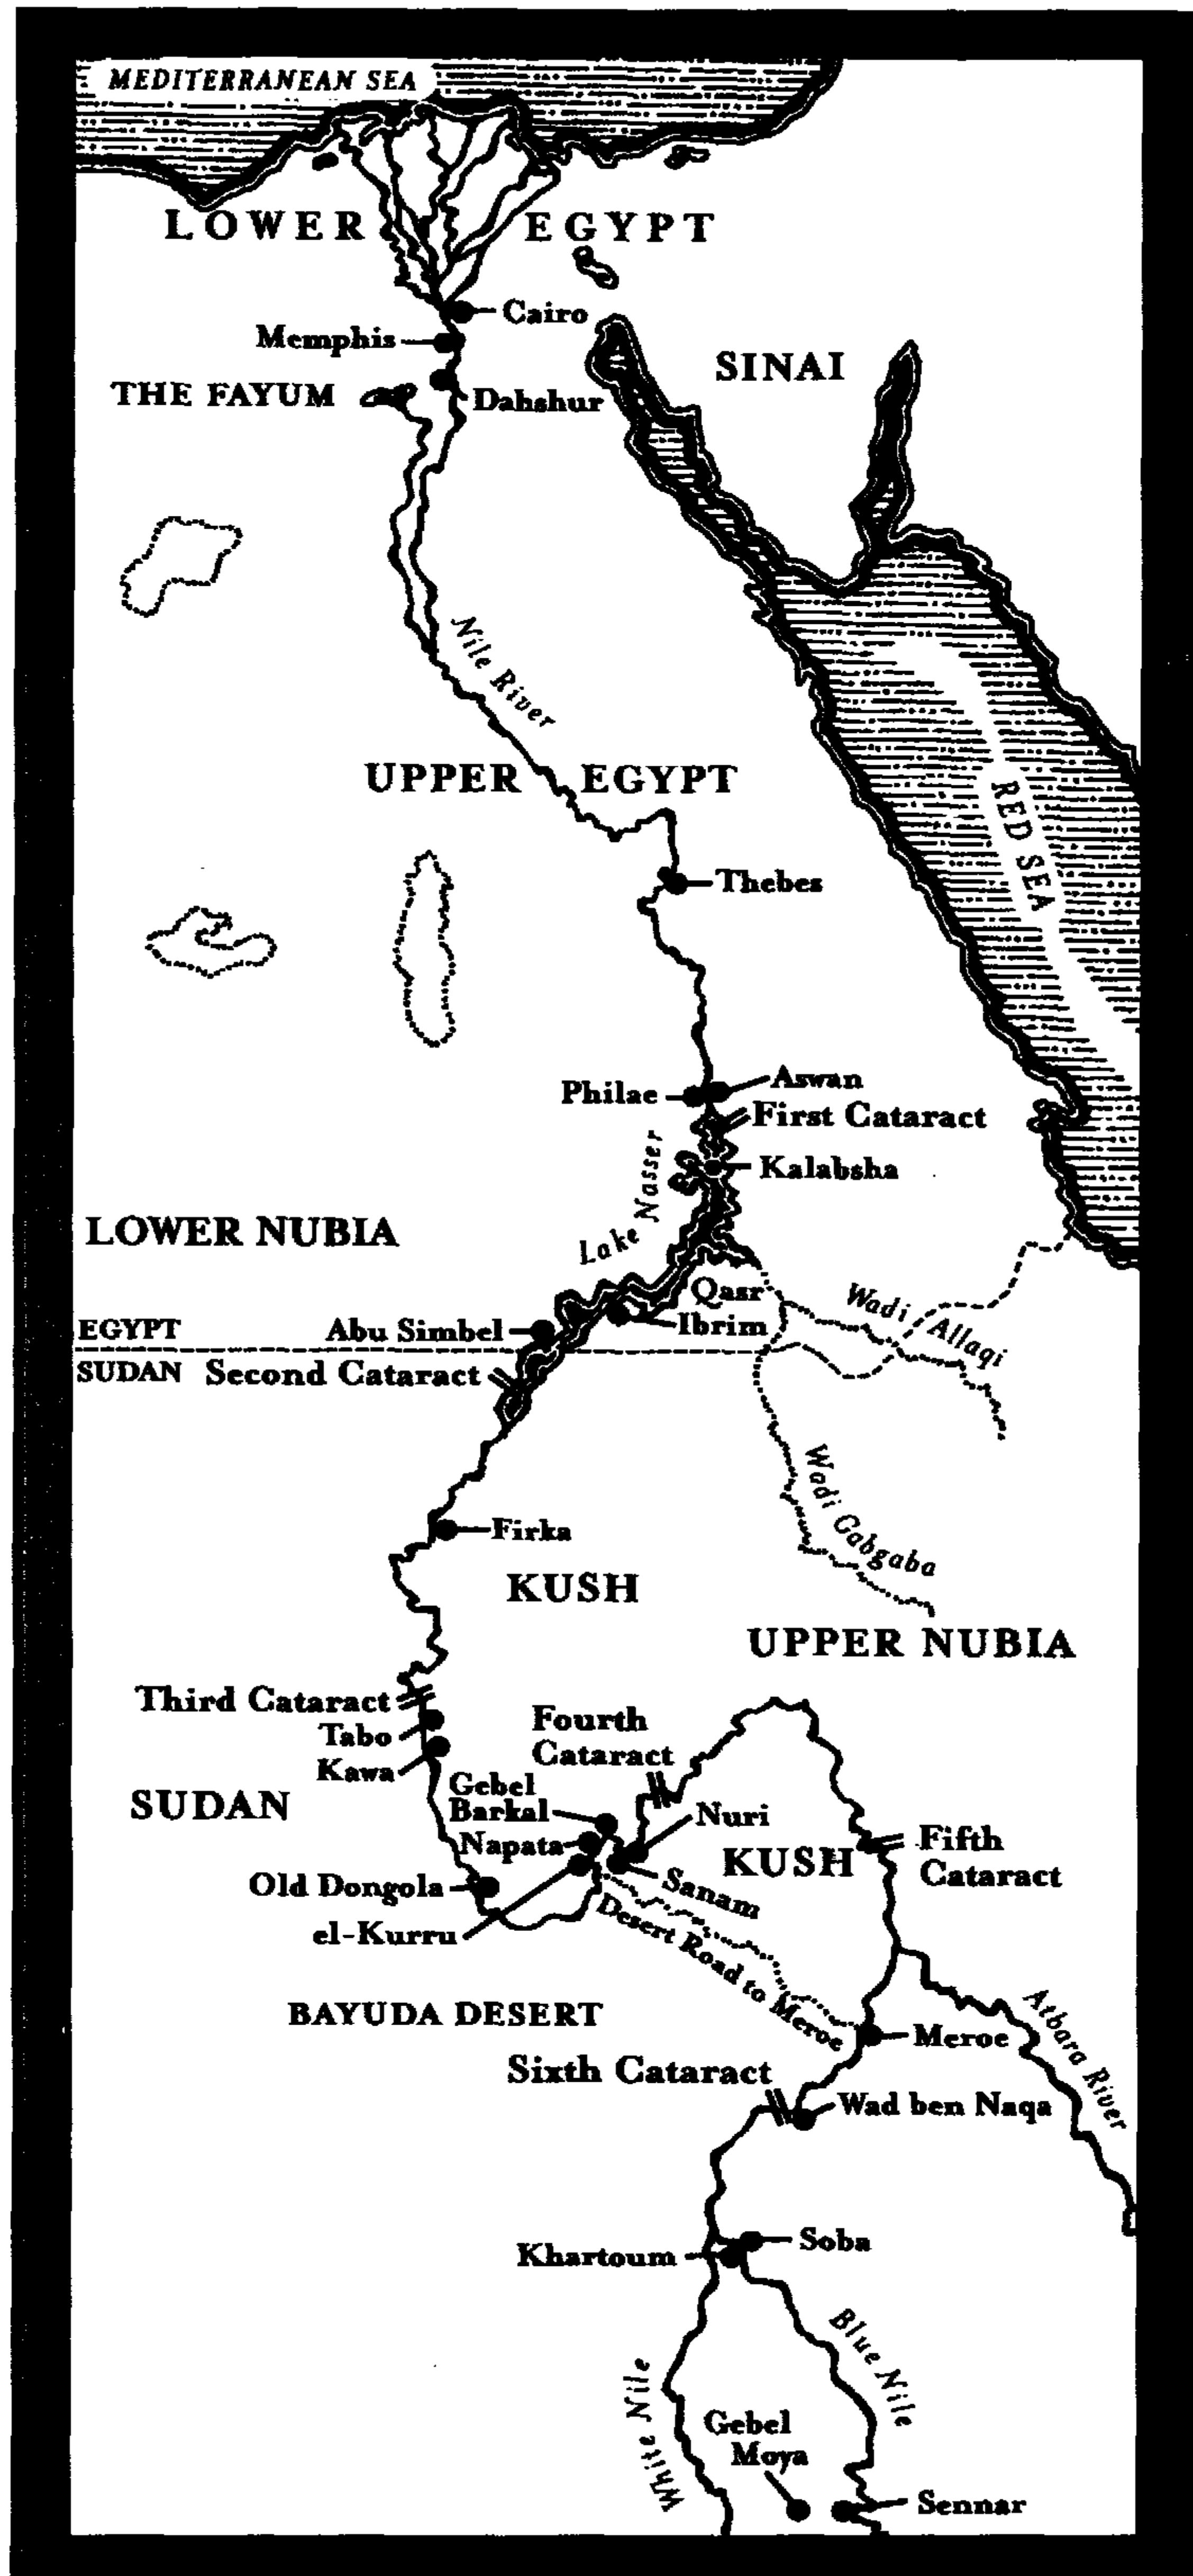 MEDITERRANEAN SEA
LOWER EGYPT
Cairo
Memphis
SINAI
THE FAYUM
Dahshur
Nile River
UPPER EGYPT
RED SEA
Thebes
Aswan
Philae
First Cataract
Kalabsha
Lake Nasser
LOWER NUBIA
Qasr
Ibrim
Wadi Allaqi
EGYPT
Abu Simbel
SUDAN
Second Cataract
Wadi Gabgaba
Firka
KUSH
UPPER NUBIA
Third Cataract
Tabo
Kawa
Fourth
Cataract
SUDAN
Gebel
Barkal
Napata
Nuri
KUSH
Fifth
Cataract
Old Dongola
Sanam
el-Kurru
Desert Road to Meroe
BAYUDA DESERT
Meroe
Atbara River
Sixth Cataract
Wad ben Naqa
Soba
Khartoum
Blue Nile
White Nile
Gebel
Moya
Sennar